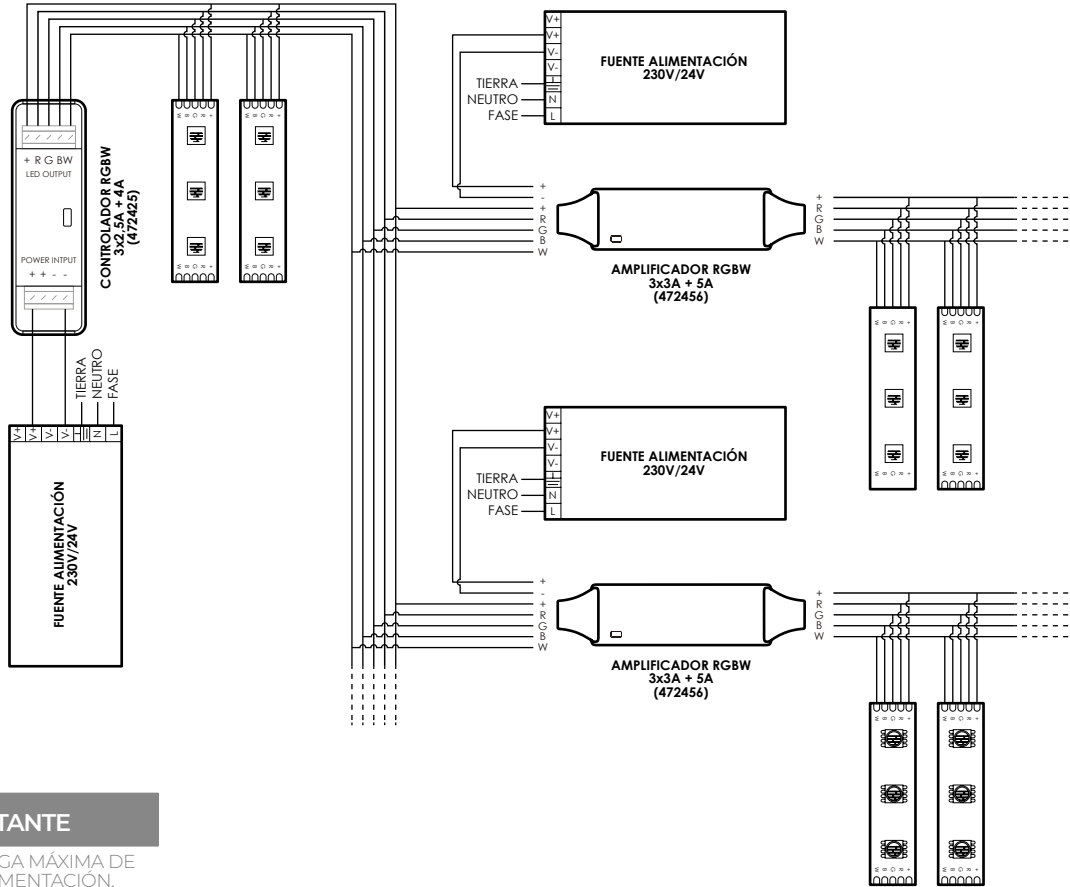 + R G BW
LED OUTPUT
POWER INTPUT
+ + - -
CONTROLADOR RGBW
3x2,5A + 4A
(472425)
TIERRA
NEUTRO
FASE
V+
V+
V-
V-
N
L
FUENTE ALIMENTACIÓN
230V/24V
W B G R +
W B G R +
W B G R +
W B G R +
V+
V+
V-
V-
N
L
FUENTE ALIMENTACIÓN
230V/24V
TIERRA
NEUTRO
FASE
+
-
+
R
G
B
W
AMPLIFICADOR RGBW
3x3A + 5A
(472456)
+
R
G
B
W
W B G R +
W B G R +
W B G R +
W B G R +
V+
V+
V-
V-
N
L
FUENTE ALIMENTACIÓN
230V/24V
TIERRA
NEUTRO
FASE
+
-
+
R
G
B
W
AMPLIFICADOR RGBW
3x3A + 5A
(472456)
+
R
G
B
W
W B G R +
W B G R +
W B G R +
W B G R +
TANTE
GA MÁXIMA DE
MENTACIÓN.